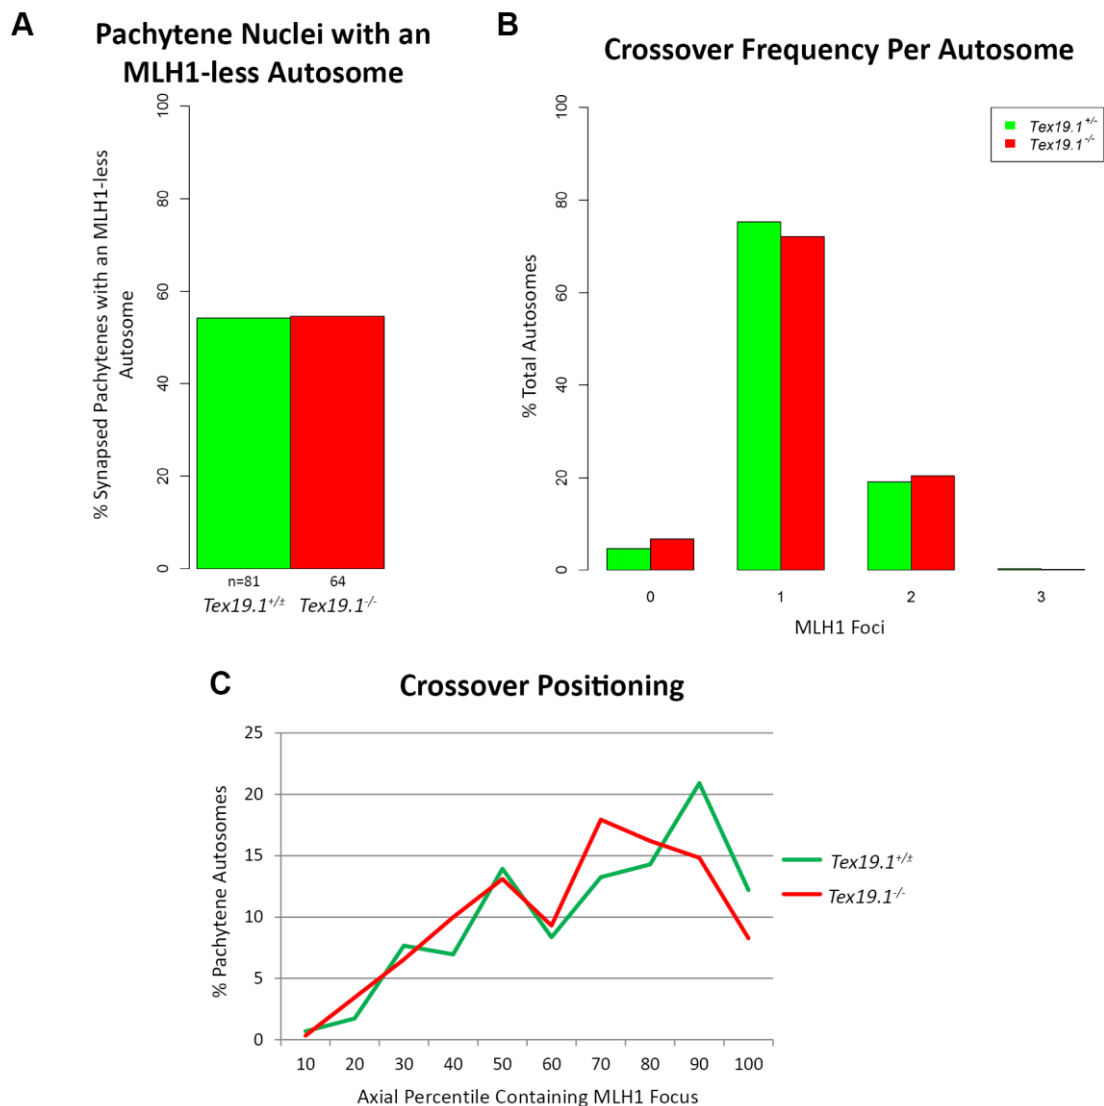 A
Pachytene Nuclei with an
MLH1-less Autosome
% Synapsed Pachytenes with an MLH1-less
Autosome
100
80
60
40
20
0
n=81 64
Tex19.1+/± Tex19.1-/-
B
Crossover Frequency Per Autosome
% Total Autosomes
100
80
60
40
20
0
Tex19.1+/-
Tex19.1-/-
0 1 2 3
MLH1 Foci
C
Crossover Positioning
% Pachytene Autosomes
25
20
15
10
5
0
10 20 30 40 50 60 70 80 90 100
Axial Percentile Containing MLH1 Focus
Tex19.1+/±
Tex19.1-/-